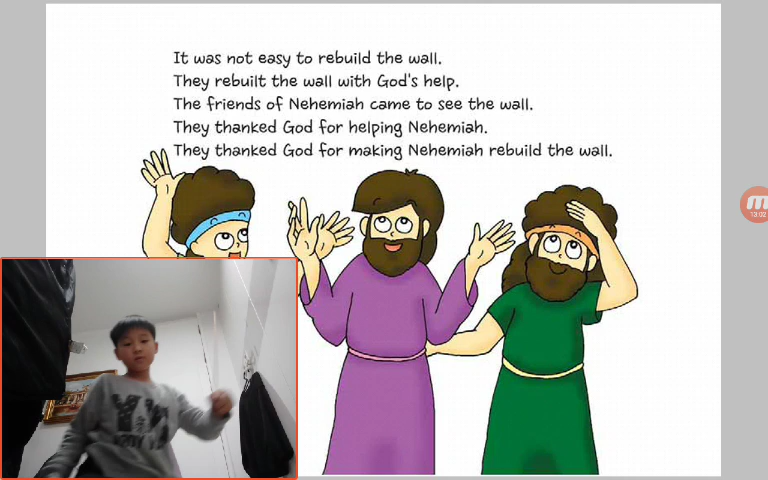 It was not easy to rebuild the wall.
They rebuilt the wall with God's help.
The friends of Nehemiah came to see the wall.
They thanked God for helping Nehemiah.
They thanked God for making Nehemiah rebuild the wall.
13:02